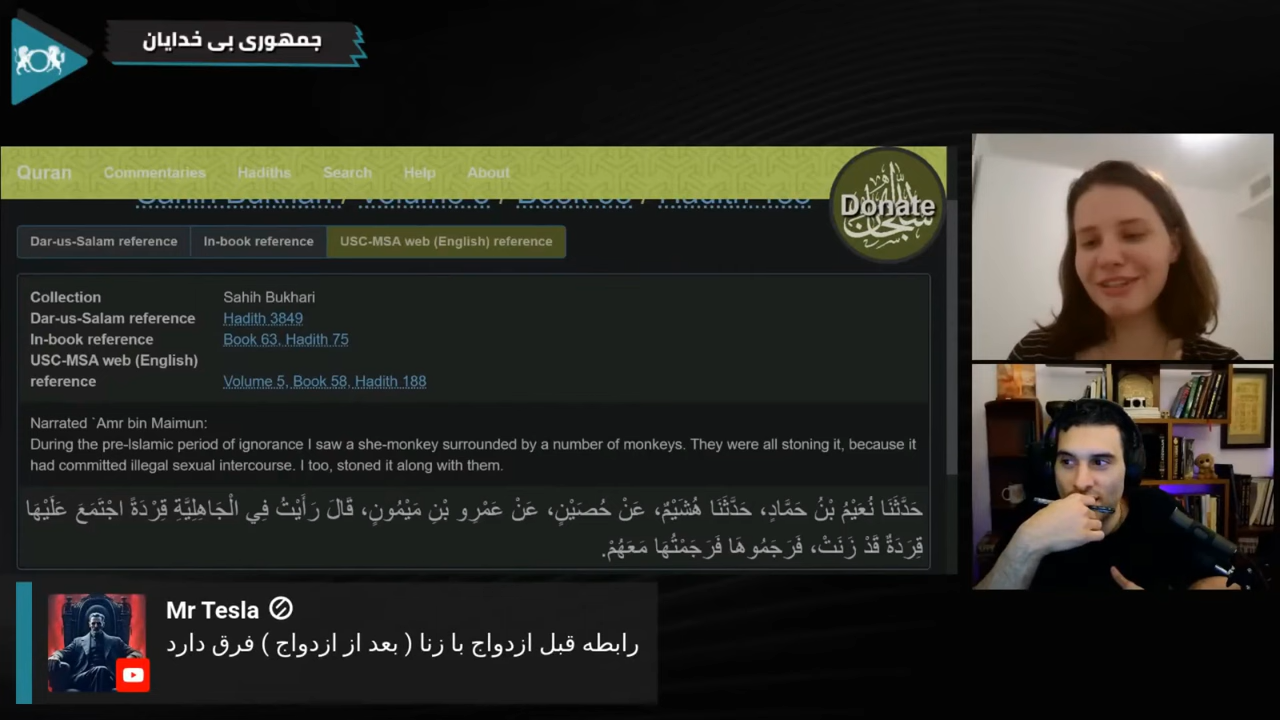 جمهوری بی خدایان
Quran Commentaries Hadiths Search Help About
Donate
Dar-us-Salam reference In-book reference USC-MSA web (English) reference
Collection Sahih Bukhari
Dar-us-Salam reference Hadith 3849
In-book reference Book 63, Hadith 75
USC-MSA web (English)
reference Volume 5, Book 58, Hadith 188
Narrated `Amr bin Maimun:
During the pre-Islamic period of ignorance I saw a she-monkey surrounded by a number of monkeys. They were all stoning it, because it
had committed illegal sexual intercourse. I too, stoned it along with them.
حَدَّثَنَا نُعَيْمُ بْنُ حَمَّادٍ، حَدَّثَنَا هُشَيْمٌ، عَنْ حُصَيْنٍ، عَنْ عَمْرِو بْنِ مَيْمُونٍ، قَالَ رَأَيْتُ فِي الْجَاهِلِيَّةِ قِرْدَةً اجْتَمَعَ عَلَيْهَا
قِرَدَةٌ قَدْ زَنَتْ، فَرَجَمُوهَا فَرَجَمْتُهَا مَعَهُمْ.
Mr Tesla
رابطه قبل ازدواج با زنا ( بعد از ازدواج ) فرق دارد